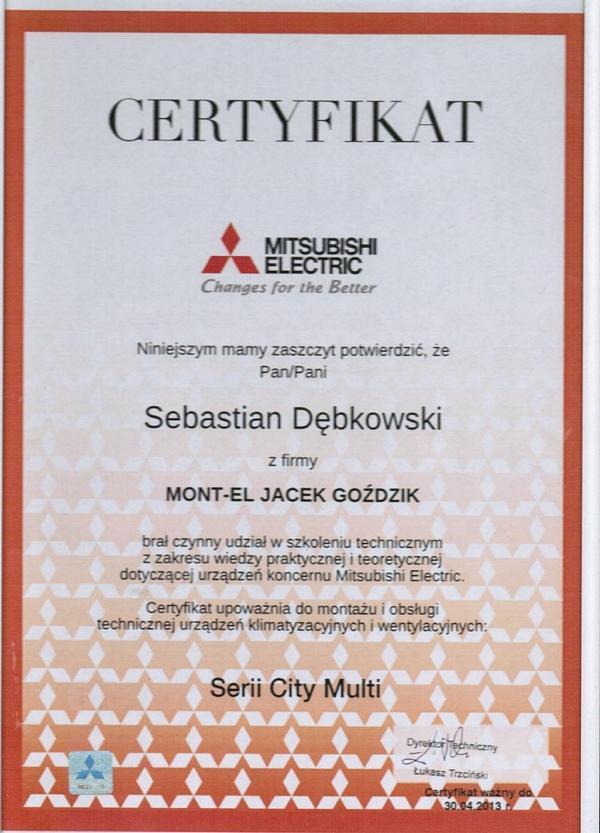 CERTYFIKAT
MITSUBISHI
ELECTRIC
Changes for the Better
Niniejszym mamy zaszczyt potwierdzić, że
Pan/Pani
Sebastian Dębkowski
z firmy
MONT-EL JACEK GOŹDZIK
brał czynny udział w szkoleniu technicznym
z zakresu wiedzy praktycznej i teoretycznej
dotyczącej urządzeń koncernu Mitsubishi Electric.
Certyfikat upoważnia do montażu i obsługi
technicznej urządzeń klimatyzacyjnych i wentylacyjnych:
Serii City Multi
Dyrektor Techniczny
Łukasz Trzciński
Certyfikat ważny do
30.04.2013 r.